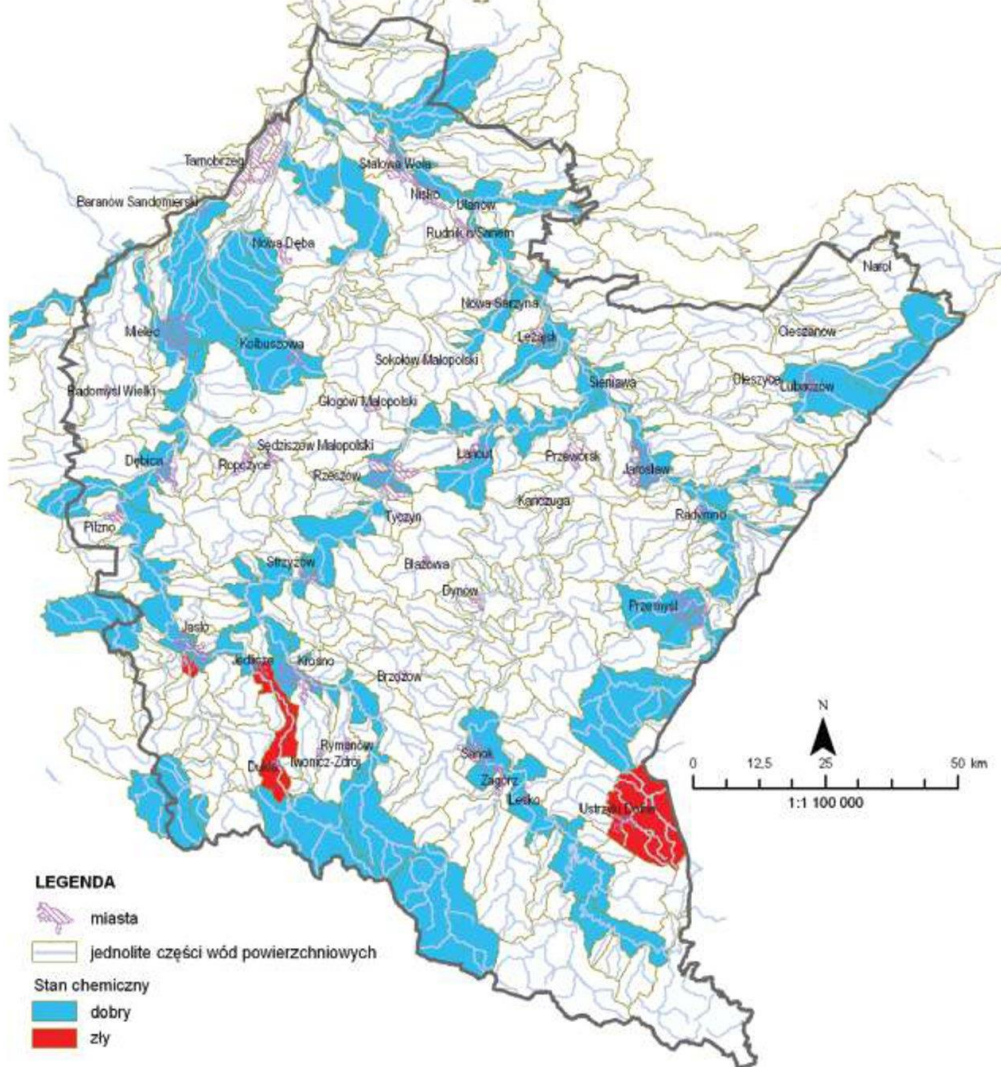 Tarnobrzeg
Stalowa Wola
Baranów Sandomierski
Nisko
Ulanów
Rudnik n/Sanem
Nowa Dęba
Narol
Nowa Sarzyna
Cieszanów
Mielec
Leżajsk
Kolbuszowa
Sokołów Małopolski
Oleszyce
Lubaczów
Sieniawa
Radomyśl Wielki
Głogów Małopolski
Sędziszów Małopolski
Łańcut
Przeworsk
Dębica
Ropczyce
Rzeszów
Jarosław
Kańczuga
Radymno
Pilzno
Tyczyn
Strzyżów
Błażowa
Dynów
Przemyśl
Jasło
Jedlicze
Krosno
Brzozów
N
Rymanów
Sanok
Dukla
Iwonicz-Zdrój
0 12,5 25 50 km
Zagórz
Lesko
Ustrzyki Dolne
1:1 100 000
LEGENDA
miasta
jednolite części wód powierzchniowych
Stan chemiczny
dobry
zły